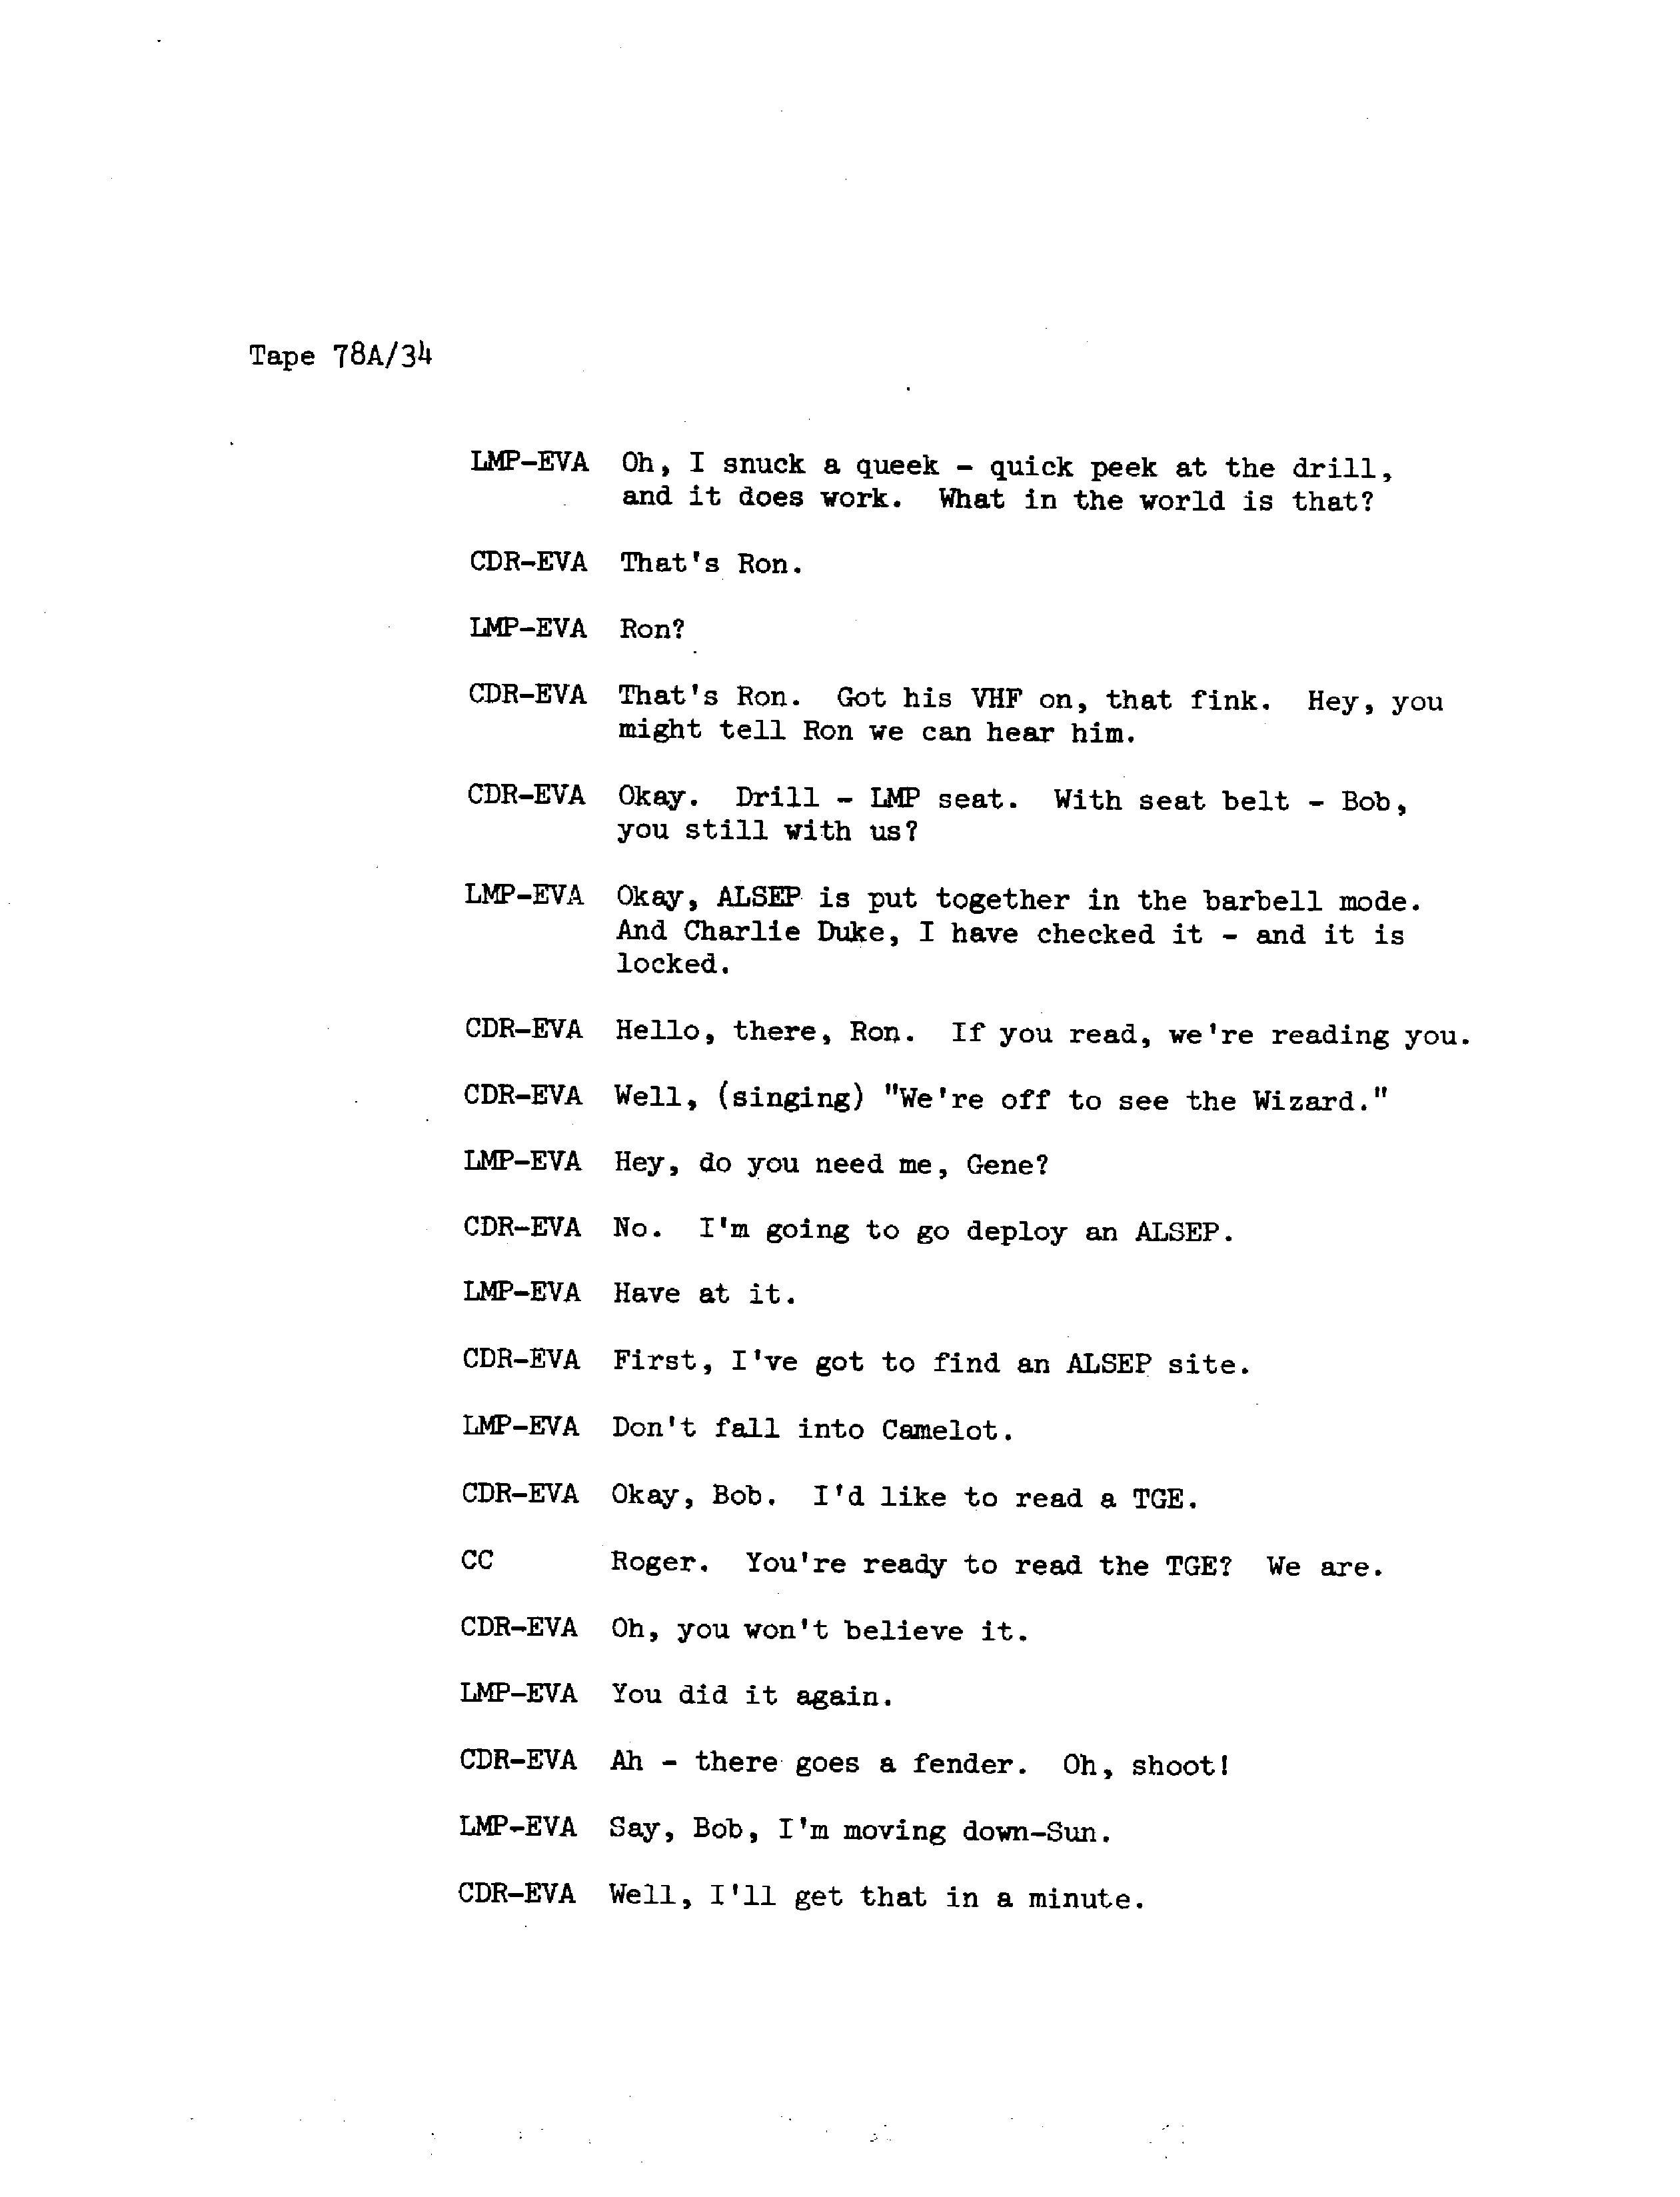 Tape 78A/34
LMP-EVA Oh, I snuck a queek - quick peek at the drill,
and it does work. What in the world is that?
CDR-EVA That's Ron.
LMP-EVA Ron?
CDR-EVA That's Ron. Got his VHF on, that fink. Hey, you
might tell Ron we can hear him.
CDR-EVA Okay. Drill - LMP seat. With seat belt - Bob,
you still with us?
LMP-EVA Okay, ALSEP is put together in the barbell mode.
And Charlie Duke, I have checked it - and it is
locked.
CDR-EVA Hello, there, Ron. If you read, we're reading you.
CDR-EVA Well, (singing) "We're off to see the Wizard."
LMP-EVA Hey, do you need me, Gene?
CDR-EVA No. I'm going to go deploy an ALSEP.
LMP-EVA Have at it.
CDR-EVA First, I've got to find an ALSEP site.
LMP-EVA Don't fall into Camelot.
CDR-EVA Okay, Bob. I'd like to read a TGE.
CC Roger. You're ready to read the TGE? We are.
CDR-EVA Oh, you won't believe it.
LMP-EVA You did it again.
CDR-EVA Ah - there goes a fender. Oh, shoot!
LMP-EVA Say, Bob, I'm moving down-Sun.
CDR-EVA Well, I'll get that in a minute.